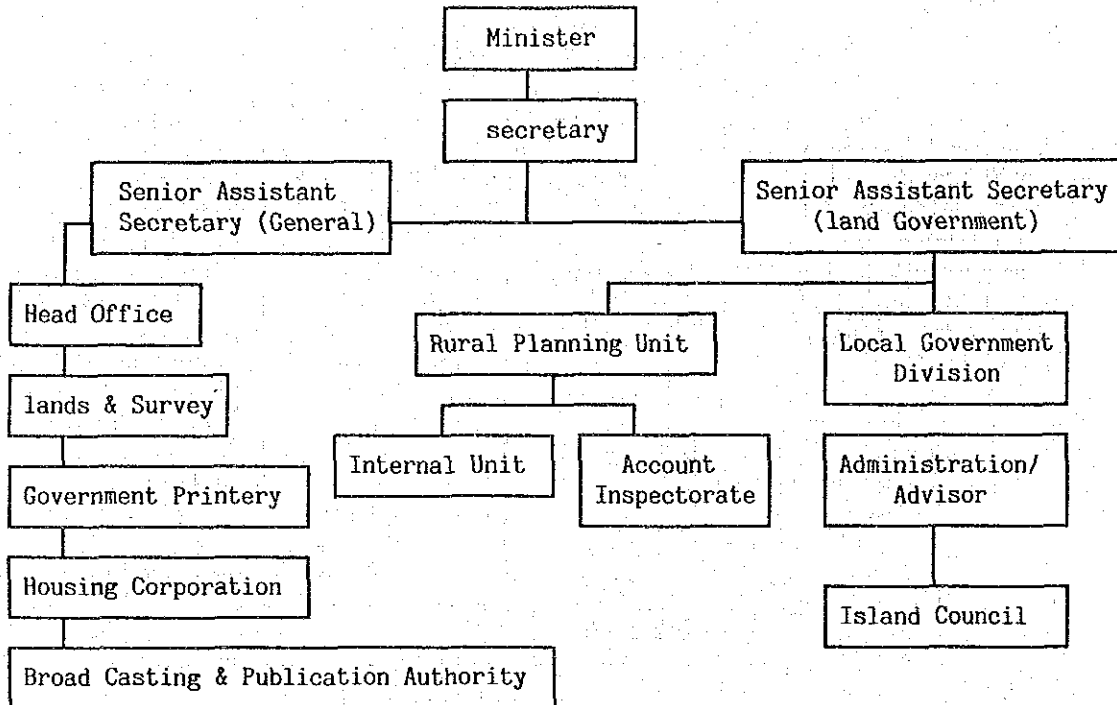 Minister
secretary
Senior Assistant
Secretary (General)
Senior Assistant Secretary
(land Government)
Head Office
Rural Planning Unit
Local Government
Division
lands & Survey
Internal Unit
Account
Inspectorate
Administration/
Advisor
Government Printery
Housing Corporation
Island Council
Broad Casting & Publication Authority